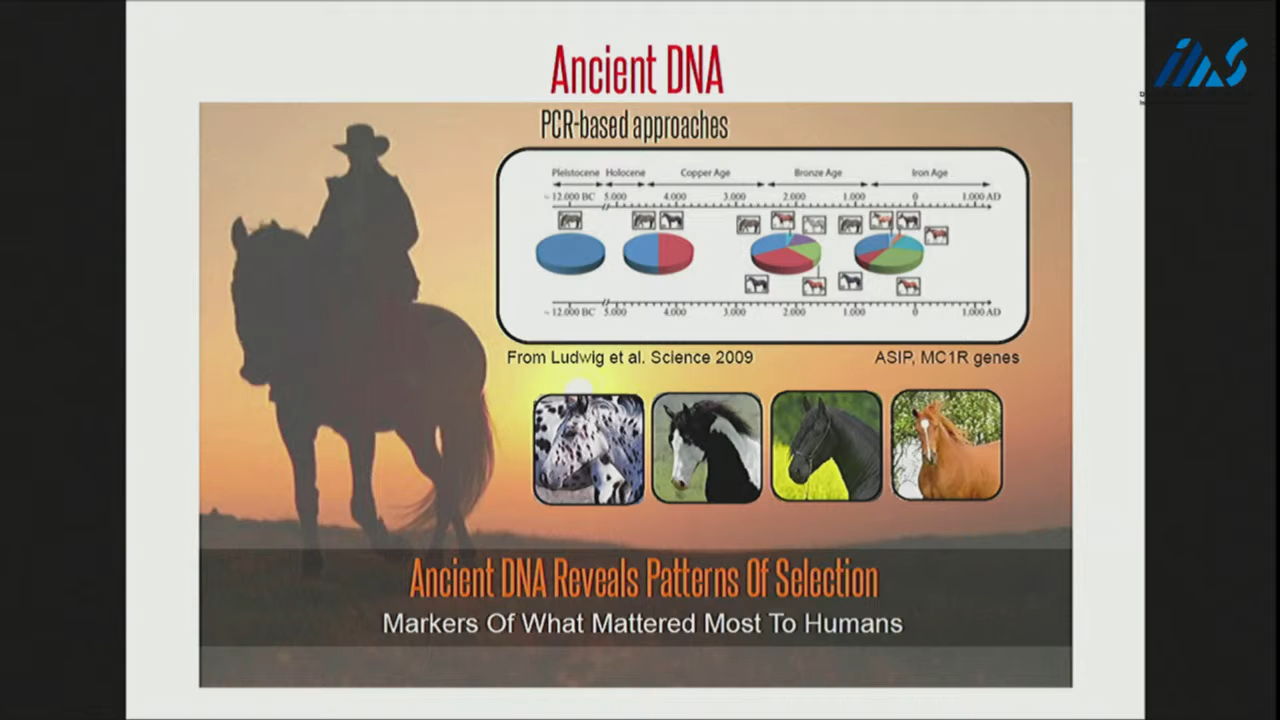 Ancient DNA
PCR-based approaches
Pleistocene Holocene Copper Age Bronze Age Iron Age
~ 12.000 BC 5.000 4.000 3.000 2.000 1.000 0 1.000 AD
~ 12.000 BC 5.000 4.000 3.000 2.000 1.000 0 1.000 AD
From Ludwig et al. Science 2009 ASIP, MC1R genes
Ancient DNA Reveals Patterns Of Selection
Markers Of What Mattered Most To Humans